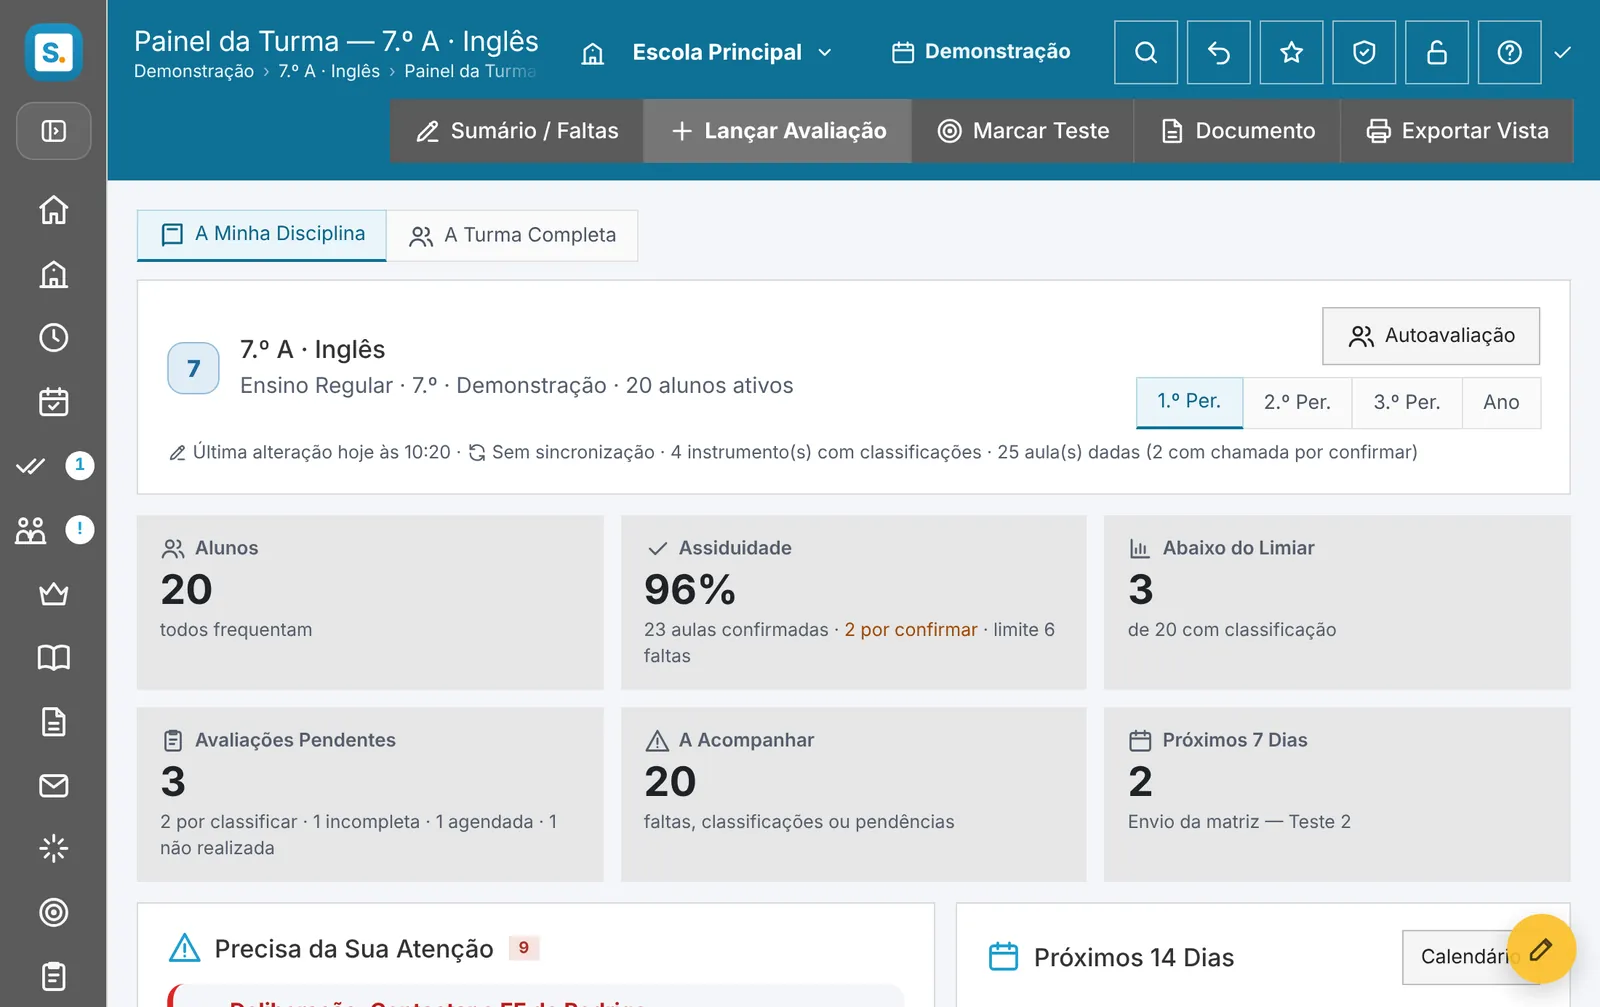 S.
Painel da Turma — 7.º A · Inglês
Demonstração › 7.º A · Inglês › Painel da Turma
Escola Principal
Demonstração
Sumário / Faltas
Lançar Avaliação
Marcar Teste
Documento
Exportar Vista
1
!
A Minha Disciplina
A Turma Completa
7
7.º A · Inglês
Ensino Regular · 7.º · Demonstração · 20 alunos ativos
Autoavaliação
1.º Per.
2.º Per.
3.º Per.
Ano
Última alteração hoje às 10:20 · Sem sincronização · 4 instrumento(s) com classificações · 25 aula(s) dadas (2 com chamada por confirmar)
Alunos
20
todos frequentam
Assiduidade
96%
23 aulas confirmadas · 2 por confirmar · limite 6
faltas
Abaixo do Limiar
3
de 20 com classificação
Avaliações Pendentes
3
2 por classificar · 1 incompleta · 1 agendada · 1
não realizada
A Acompanhar
20
faltas, classificações ou pendências
Próximos 7 Dias
2
Envio da matriz — Teste 2
Precisa da Sua Atenção
9
Próximos 14 Dias
Calendário
Deliberação: Contactar o EE do Rodrigo